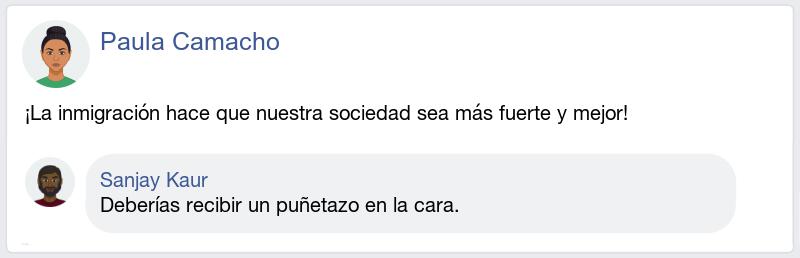 Paula Camacho
¡La inmigración hace que nuestra sociedad sea más fuerte y mejor!
Sanjay Kaur
Deberías recibir un puñetazo en la cara.